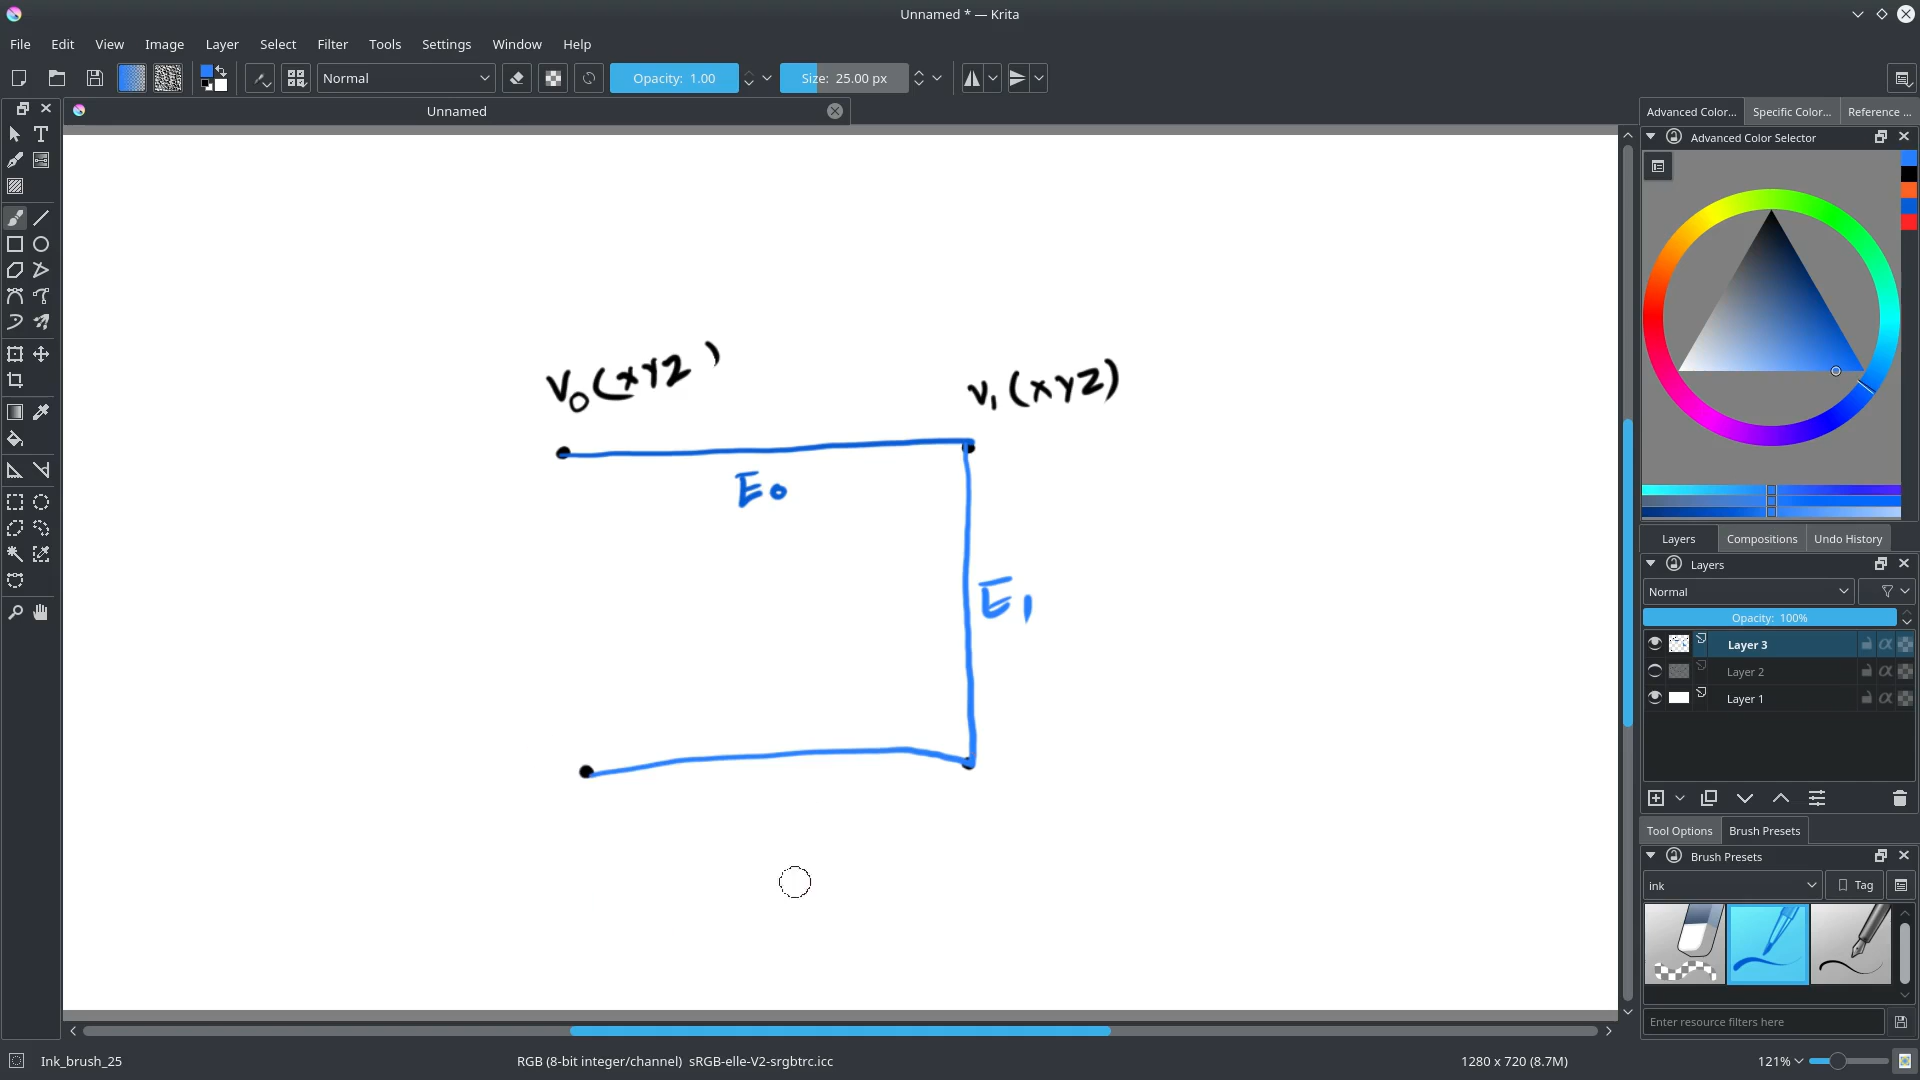 Unnamed * — Krita
File Edit View Image Layer Select Filter Tools Settings Window Help
Normal Opacity: 1.00 Size: 25.00 px
Unnamed
Advanced Color... Specific Color... Reference ...
Advanced Color Selector
V0 (XYZ )
V1 (XYZ)
E0
E1
Layers Compositions Undo History
Layers
Normal
Opacity: 100%
Layer 3
Layer 2
Layer 1
Tool Options Brush Presets
Brush Presets
ink Tag
Enter resource filters here
Ink_brush_25 RGB (8-bit integer/channel) sRGB-elle-V2-srgbtrc.icc 1280 x 720 (8.7M) 121%